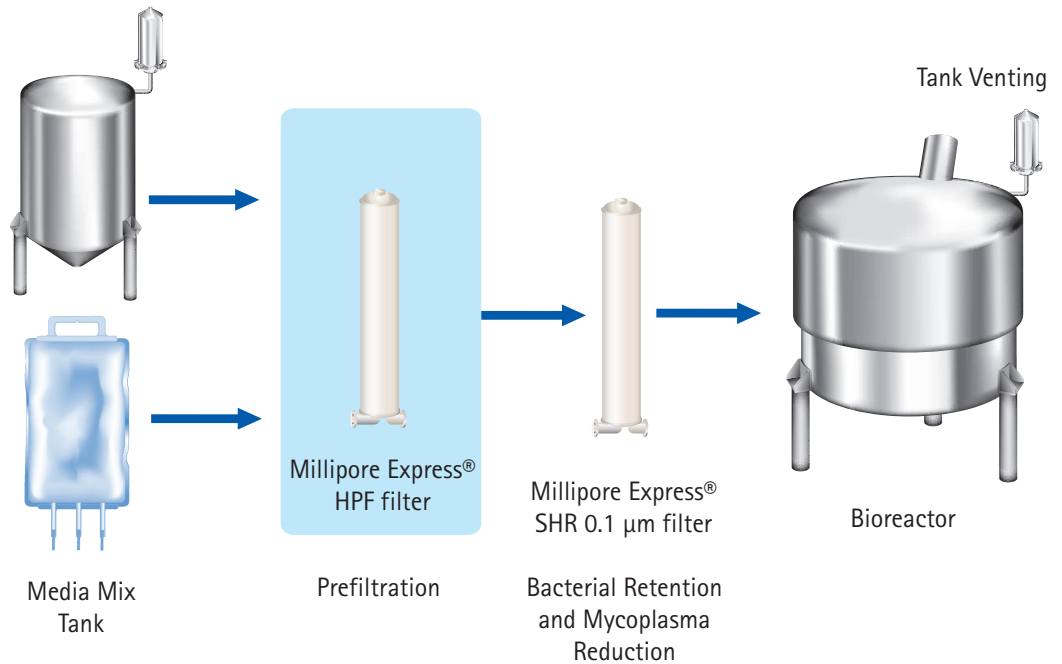 Tank Venting
Millipore Express®
HPF filter
Millipore Express®
SHR 0.1 µm filter
Bioreactor
Media Mix
Tank
Prefiltration
Bacterial Retention
and Mycoplasma
Reduction